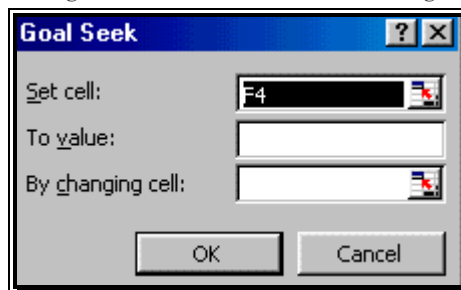 Goal Seek
Set cell: F4
To value:
By changing cell:
OK Cancel